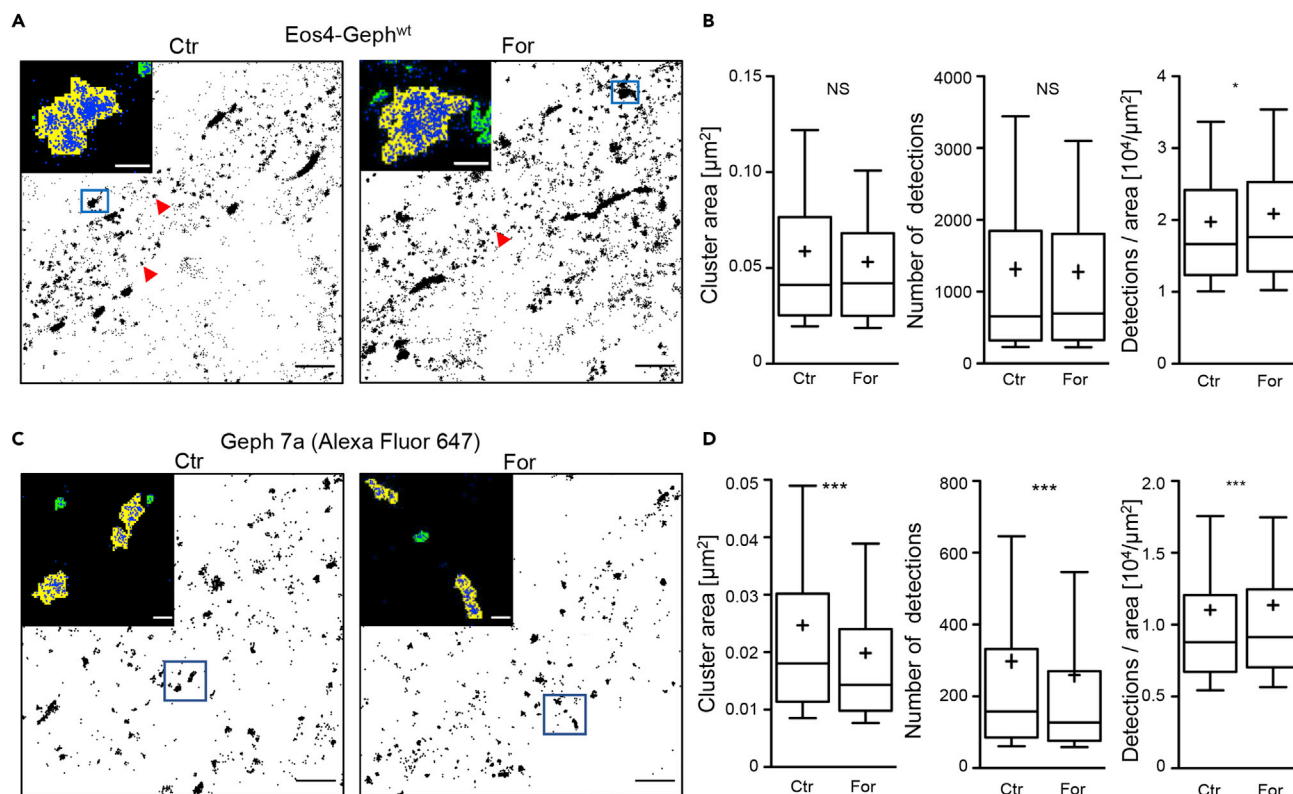 A
Eos4-Geph^wt
Ctr
For
B
Cluster area [µm²]
0.15
0.10
0.05
0
NS
Ctr
For
Number of detections
4000
3000
2000
1000
0
NS
Ctr
For
Detections / area [10⁴/µm²]
4
3
2
1
0
*
Ctr
For
C
Geph 7a (Alexa Fluor 647)
Ctr
For
D
Cluster area [µm²]
0.05
0.04
0.03
0.02
0.01
0
***
Ctr
For
Number of detections
800
600
400
200
0
***
Ctr
For
Detections / area [10⁴/µm²]
2.0
1.5
1.0
0.5
0
***
Ctr
For